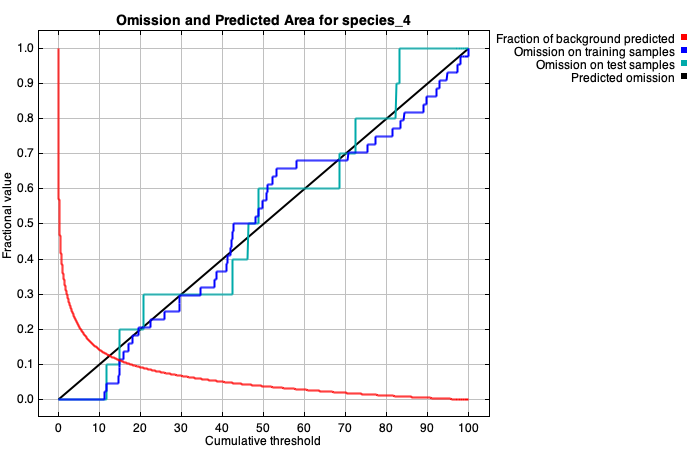 Omission and Predicted Area for species_4
Fraction of background predicted
Omission on training samples
Omission on test samples
Predicted omission
1.0
0.9
0.8
0.7
0.6
0.5
0.4
0.3
0.2
0.1
0.0
Fractional value
0 10 20 30 40 50 60 70 80 90 100
Cumulative threshold